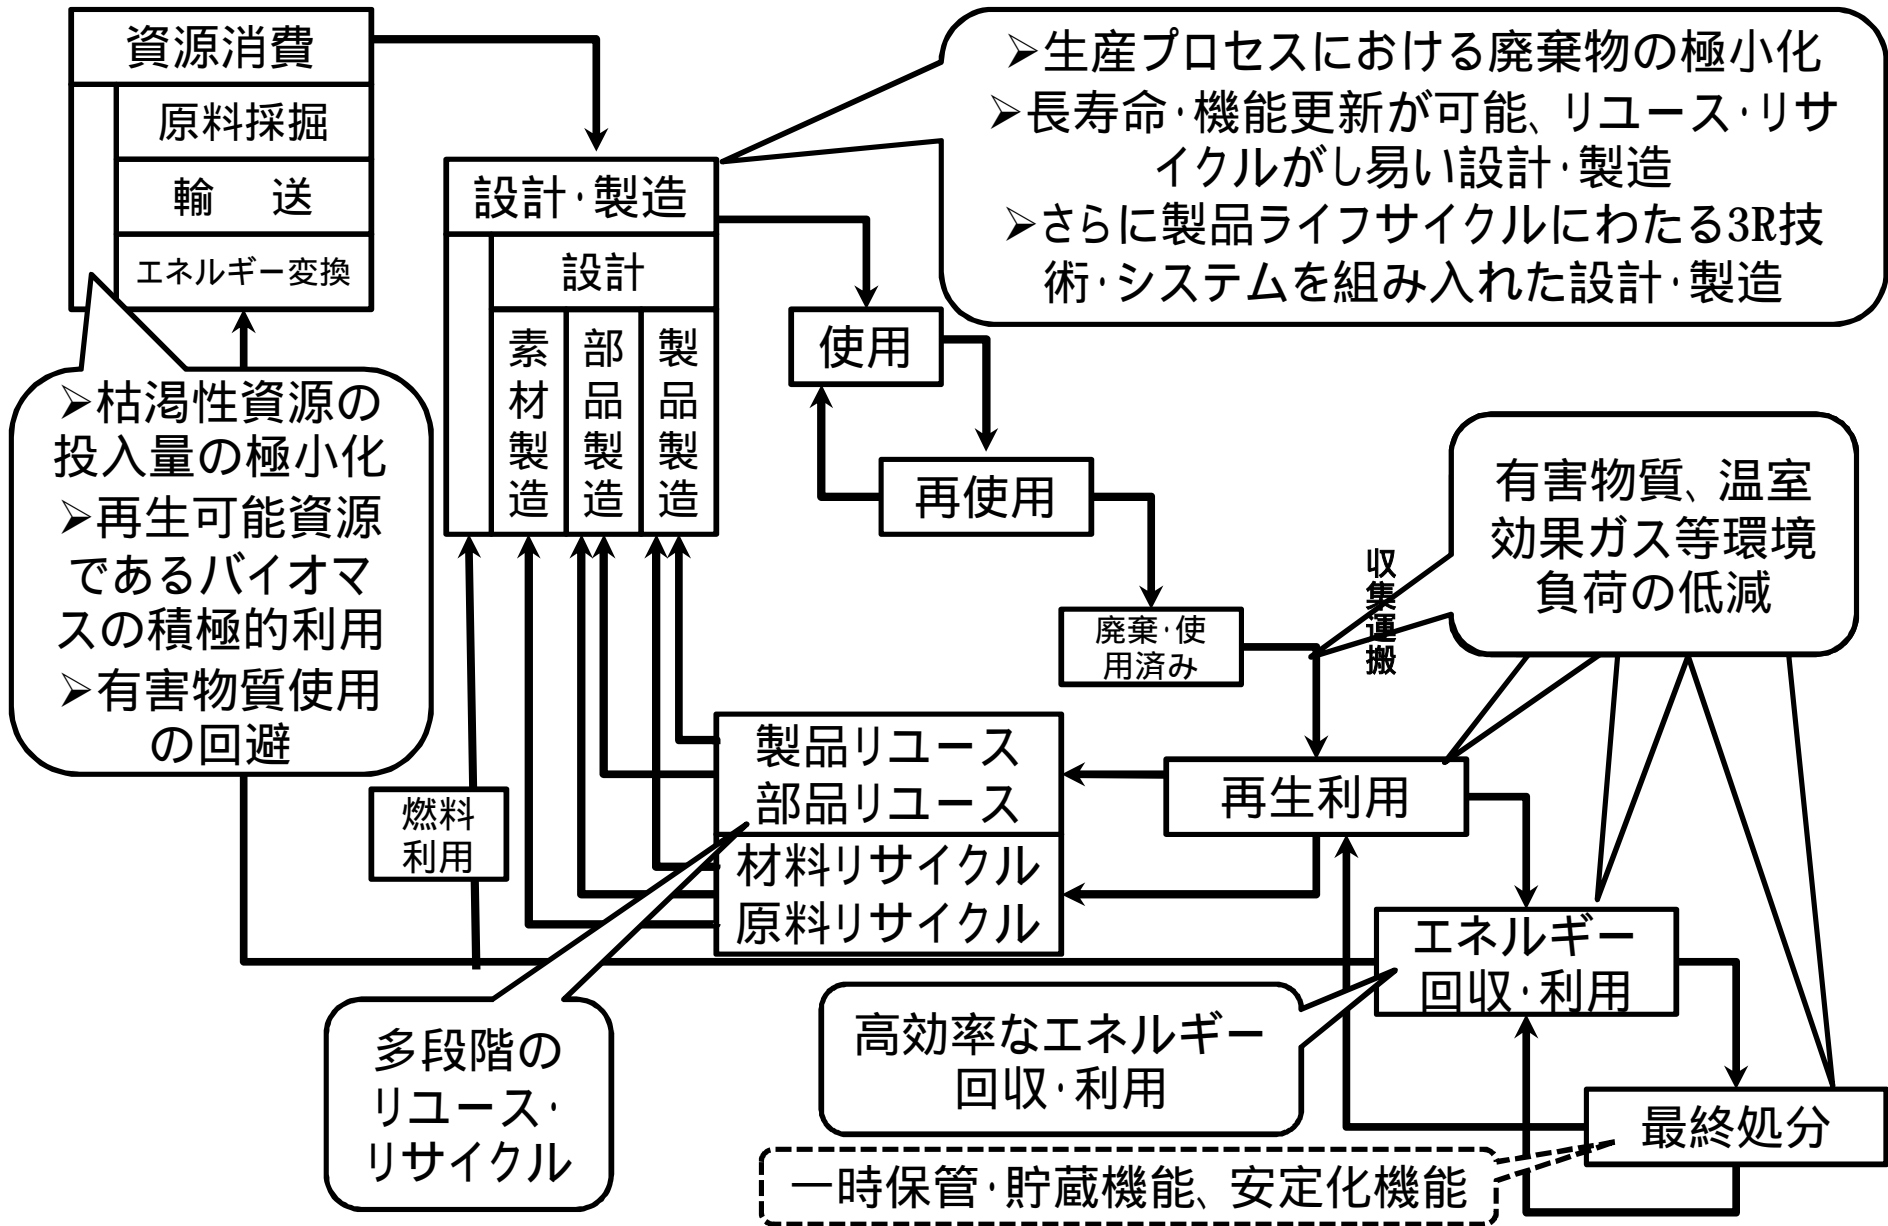 資源消費
原料採掘
輸　送
エネルギー変換
➢生産プロセスにおける廃棄物の極小化
➢長寿命・機能更新が可能、リユース・リサ
イクルがし易い設計・製造
➢さらに製品ライフサイクルにわたる3R技
術・システムを組み入れた設計・製造
設計・製造
設計
素材製造
部品製造
製品製造
使用
再使用
➢枯渇性資源の
投入量の極小化
➢再生可能資源
であるバイオマ
スの積極的利用
➢有害物質使用
の回避
有害物質、温室
効果ガス等環境
負荷の低減
収集運搬
廃棄・使
用済み
製品リユース
部品リユース
材料リサイクル
原料リサイクル
再生利用
燃料
利用
エネルギー
回収・利用
高効率なエネルギー
回収・利用
多段階の
リユース・
リサイクル
最終処分
一時保管・貯蔵機能、安定化機能